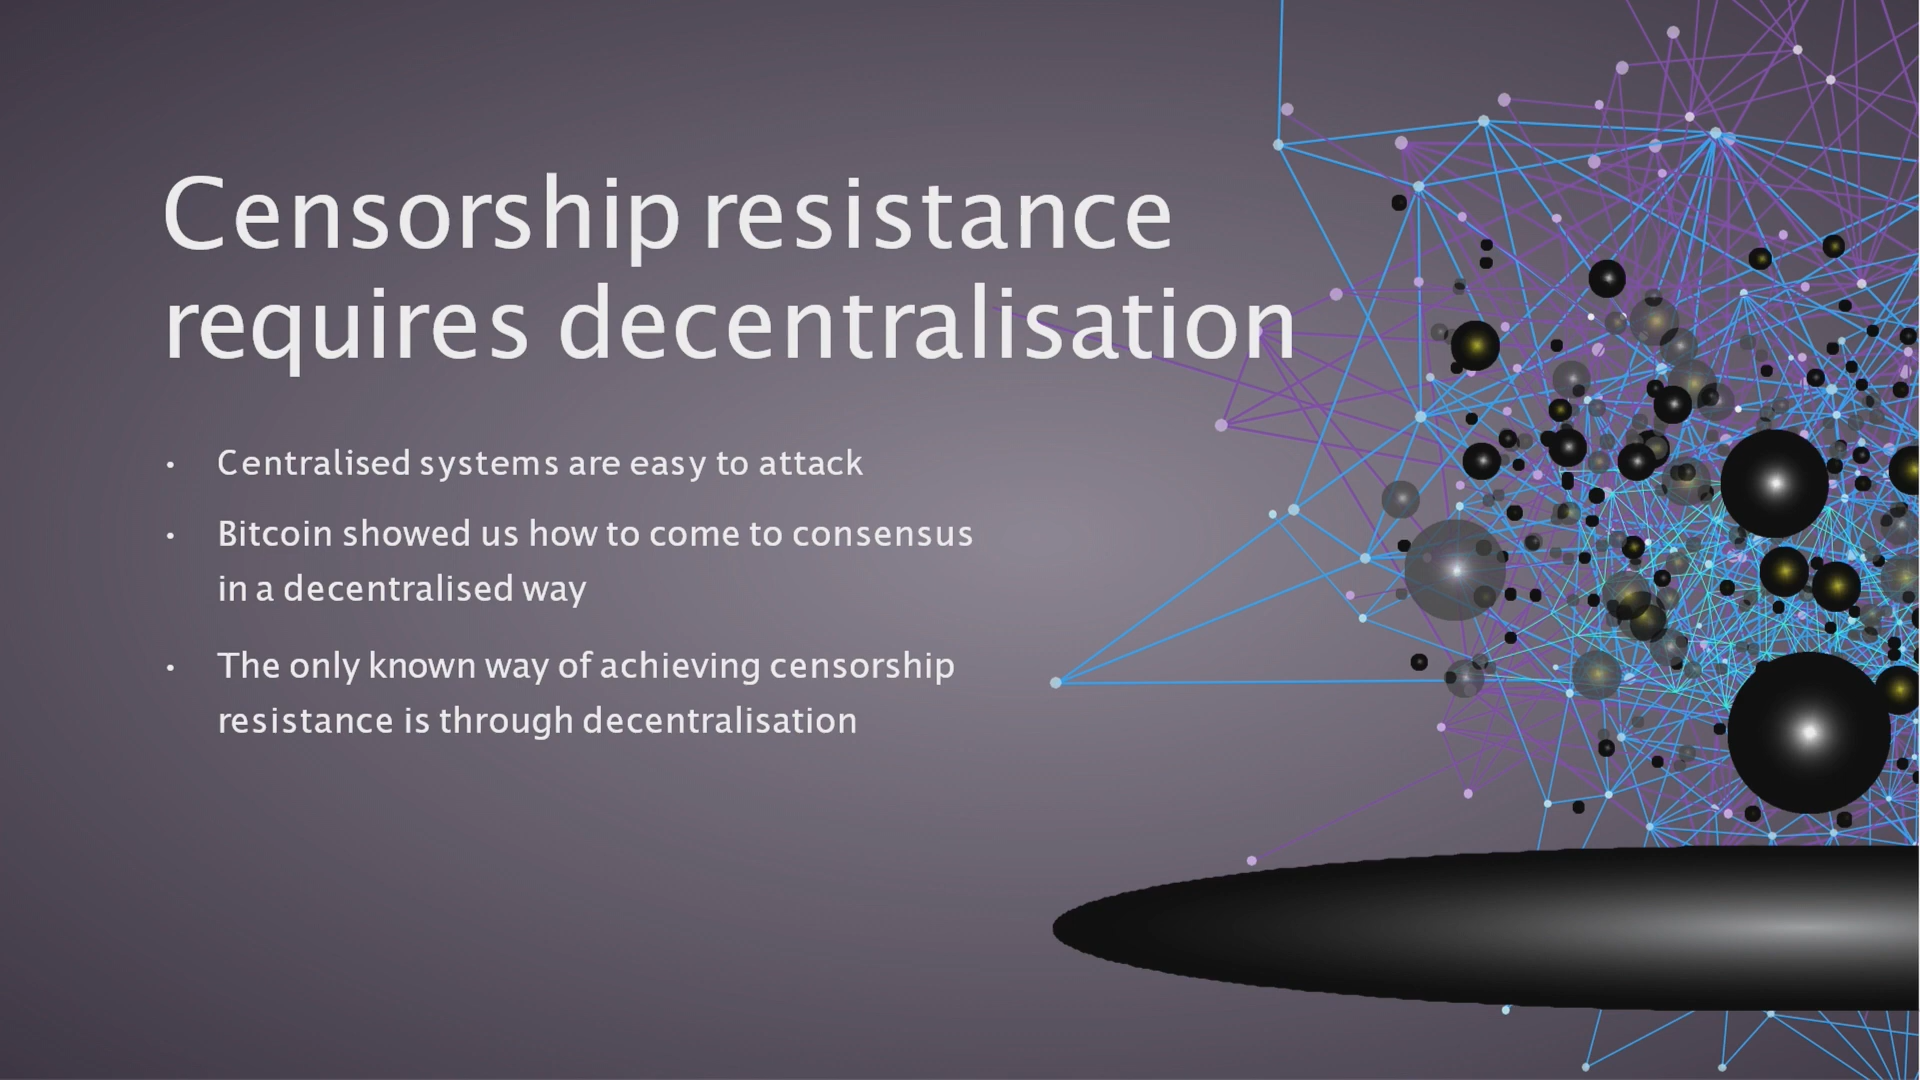 Censorship resistance
requires decentralisation
• Centralised systems are easy to attack
• Bitcoin showed us how to come to consensus
in a decentralised way
• The only known way of achieving censorship
resistance is through decentralisation